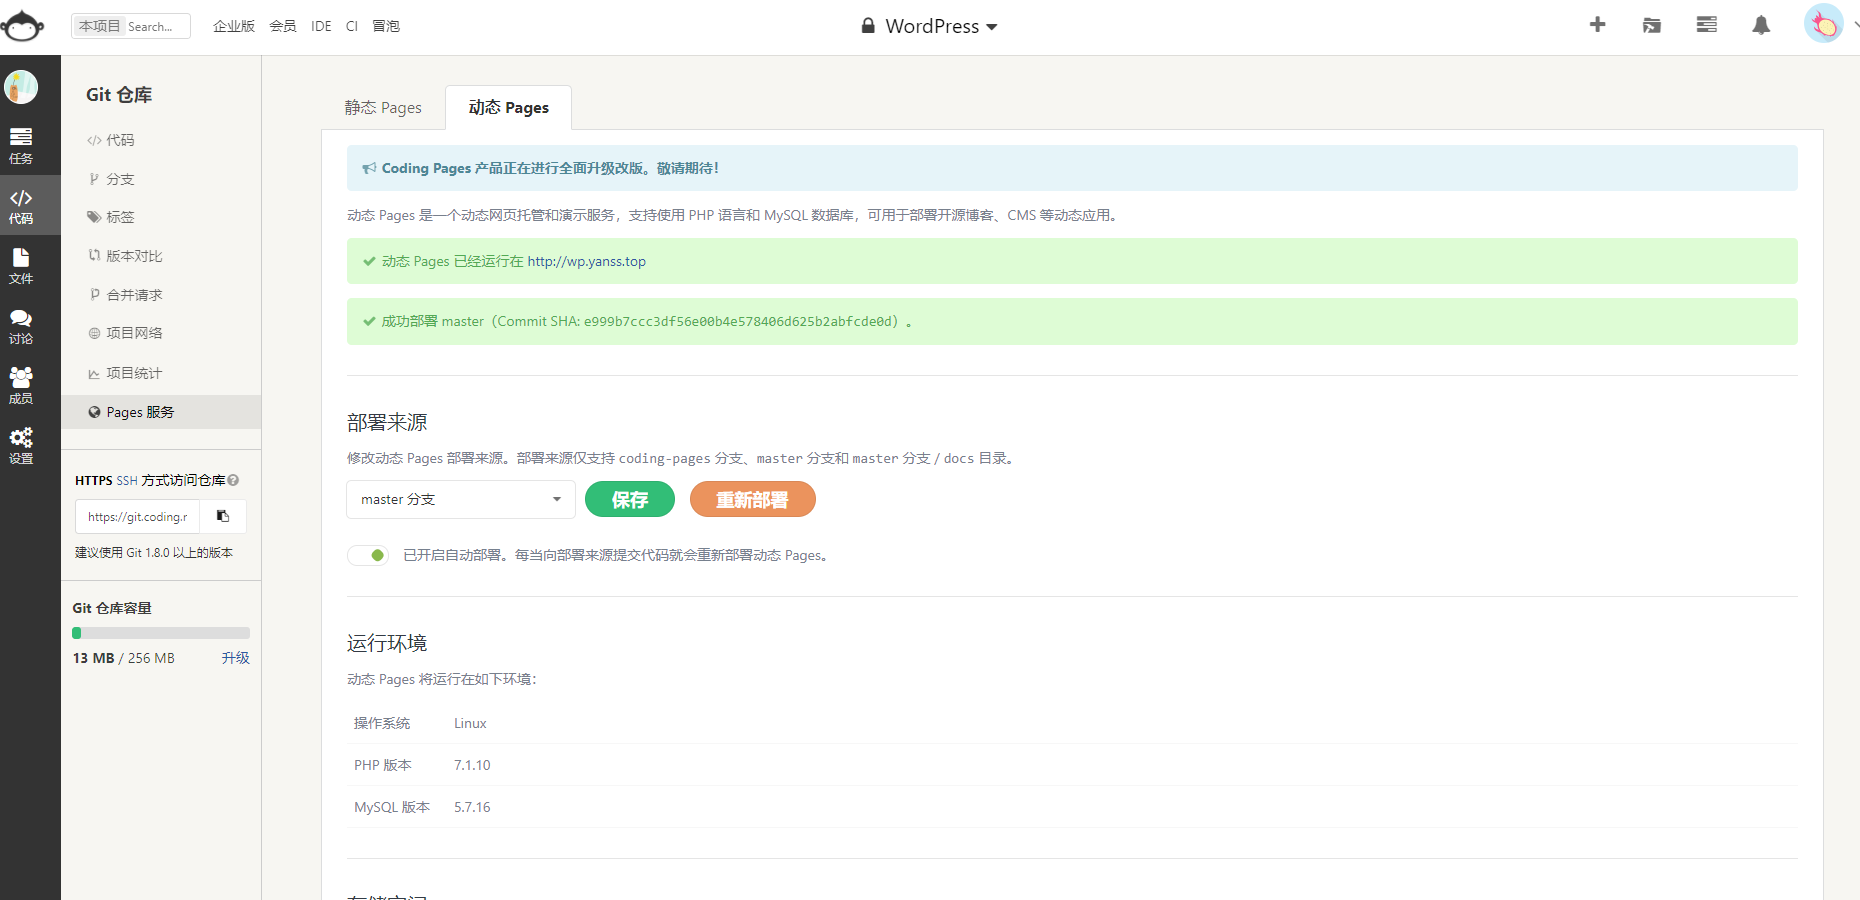 本项目 Search...
企业版 会员 IDE CI 冒泡
WordPress
任务
代码
文件
讨论
成员
设置
Git 仓库
代码
分支
标签
版本对比
合并请求
项目网络
项目统计
Pages 服务
HTTPS SSH 方式访问仓库
https://git.coding.r
建议使用 Git 1.8.0 以上的版本
Git 仓库容量
13 MB / 256 MB 升级
静态 Pages 动态 Pages
Coding Pages 产品正在进行全面升级改版。敬请期待！
动态 Pages 是一个动态网页托管和演示服务，支持使用 PHP 语言和 MySQL 数据库，可用于部署开源博客、CMS 等动态应用。
动态 Pages 已经运行在 http://wp.yanss.top
成功部署 master（Commit SHA: e999b7ccc3df56e00b4e578406d625b2abfcde0d）。
部署来源
修改动态 Pages 部署来源。部署来源仅支持 coding-pages 分支、master 分支和 master 分支 / docs 目录。
master 分支 保存 重新部署
已开启自动部署。每当向部署来源提交代码就会重新部署动态 Pages。
运行环境
动态 Pages 将运行在如下环境：
操作系统 Linux
PHP 版本 7.1.10
MySQL 版本 5.7.16
存储空间